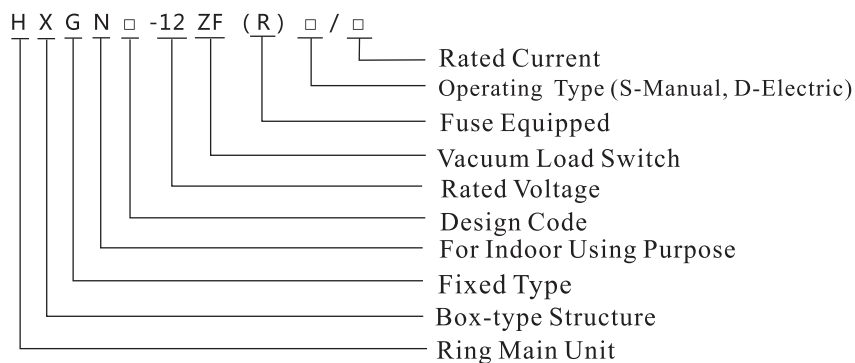 H X G N □ -12 ZF (R) □ / □
Rated Current
Operating Type (S-Manual, D-Electric)
Fuse Equipped
Vacuum Load Switch
Rated Voltage
Design Code
For Indoor Using Purpose
Fixed Type
Box-type Structure
Ring Main Unit